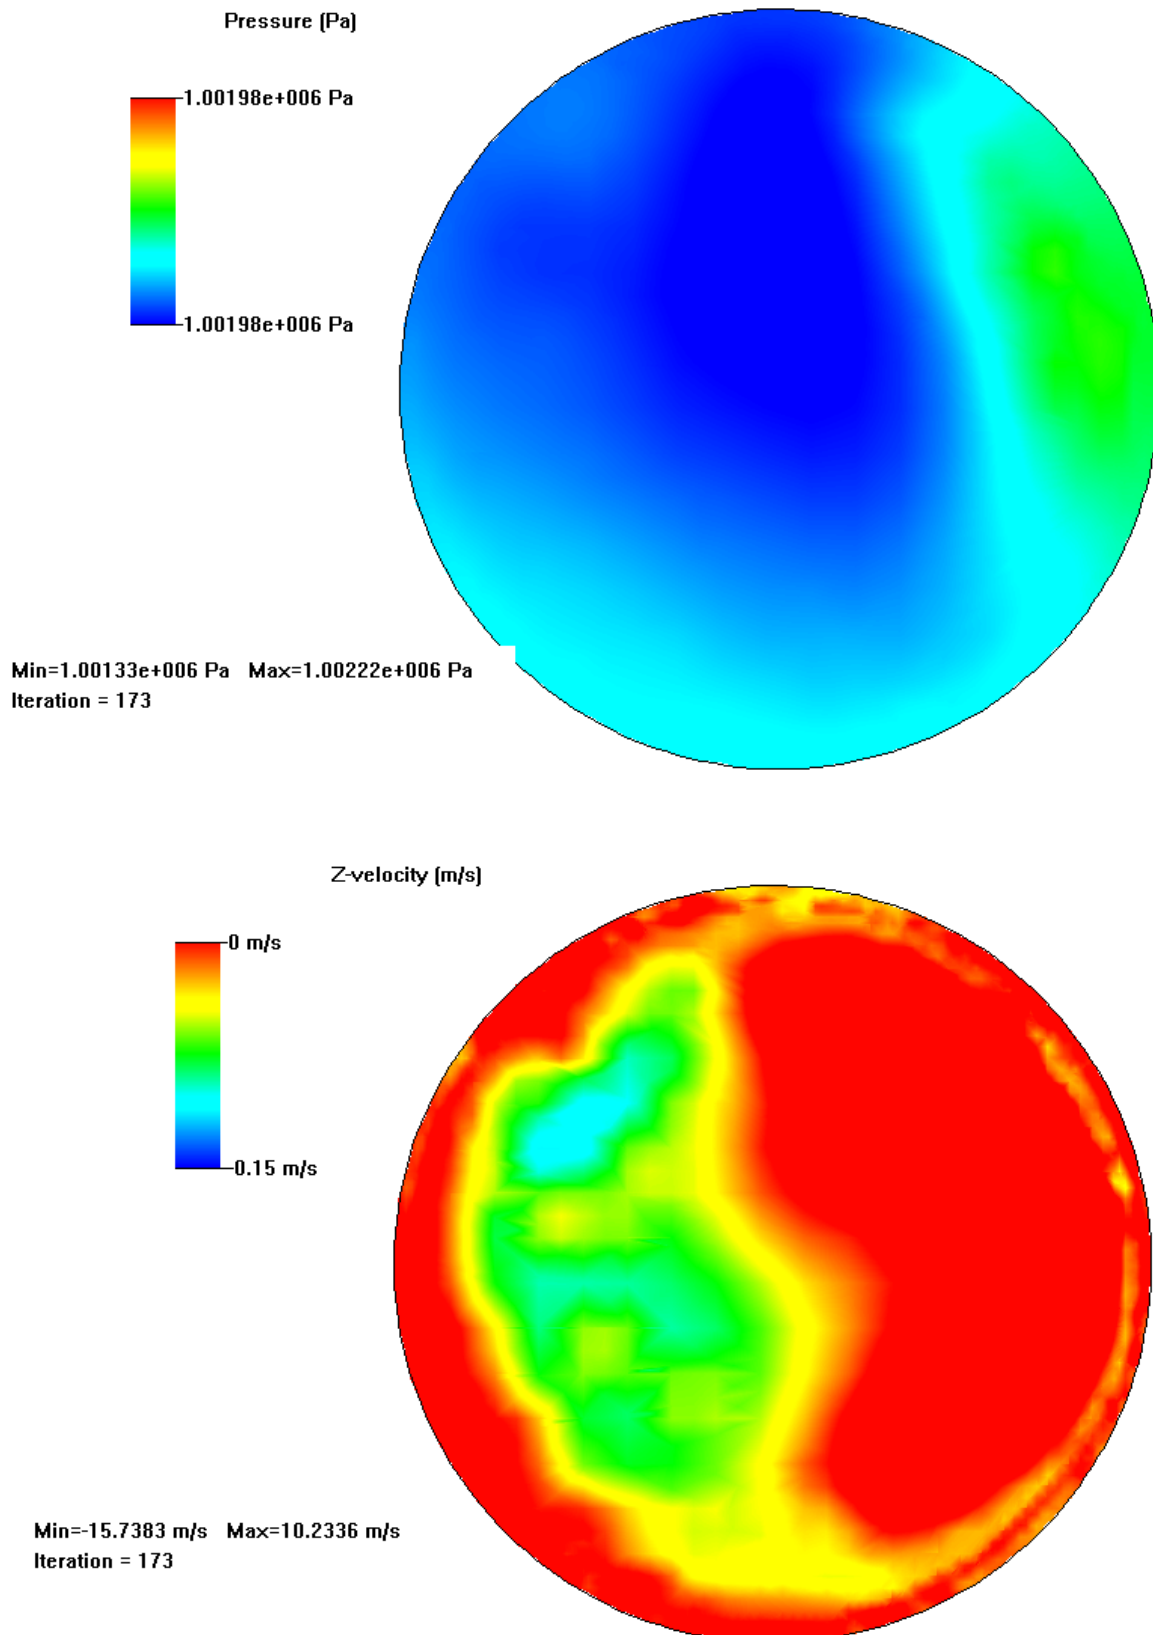 Pressure (Pa)
1.00198e+006 Pa
1.00198e+006 Pa
Min=1.00133e+006 Pa Max=1.00222e+006 Pa
Iteration = 173
Z-velocity (m/s)
0 m/s
0.15 m/s
Min=-15.7383 m/s Max=10.2336 m/s
Iteration = 173